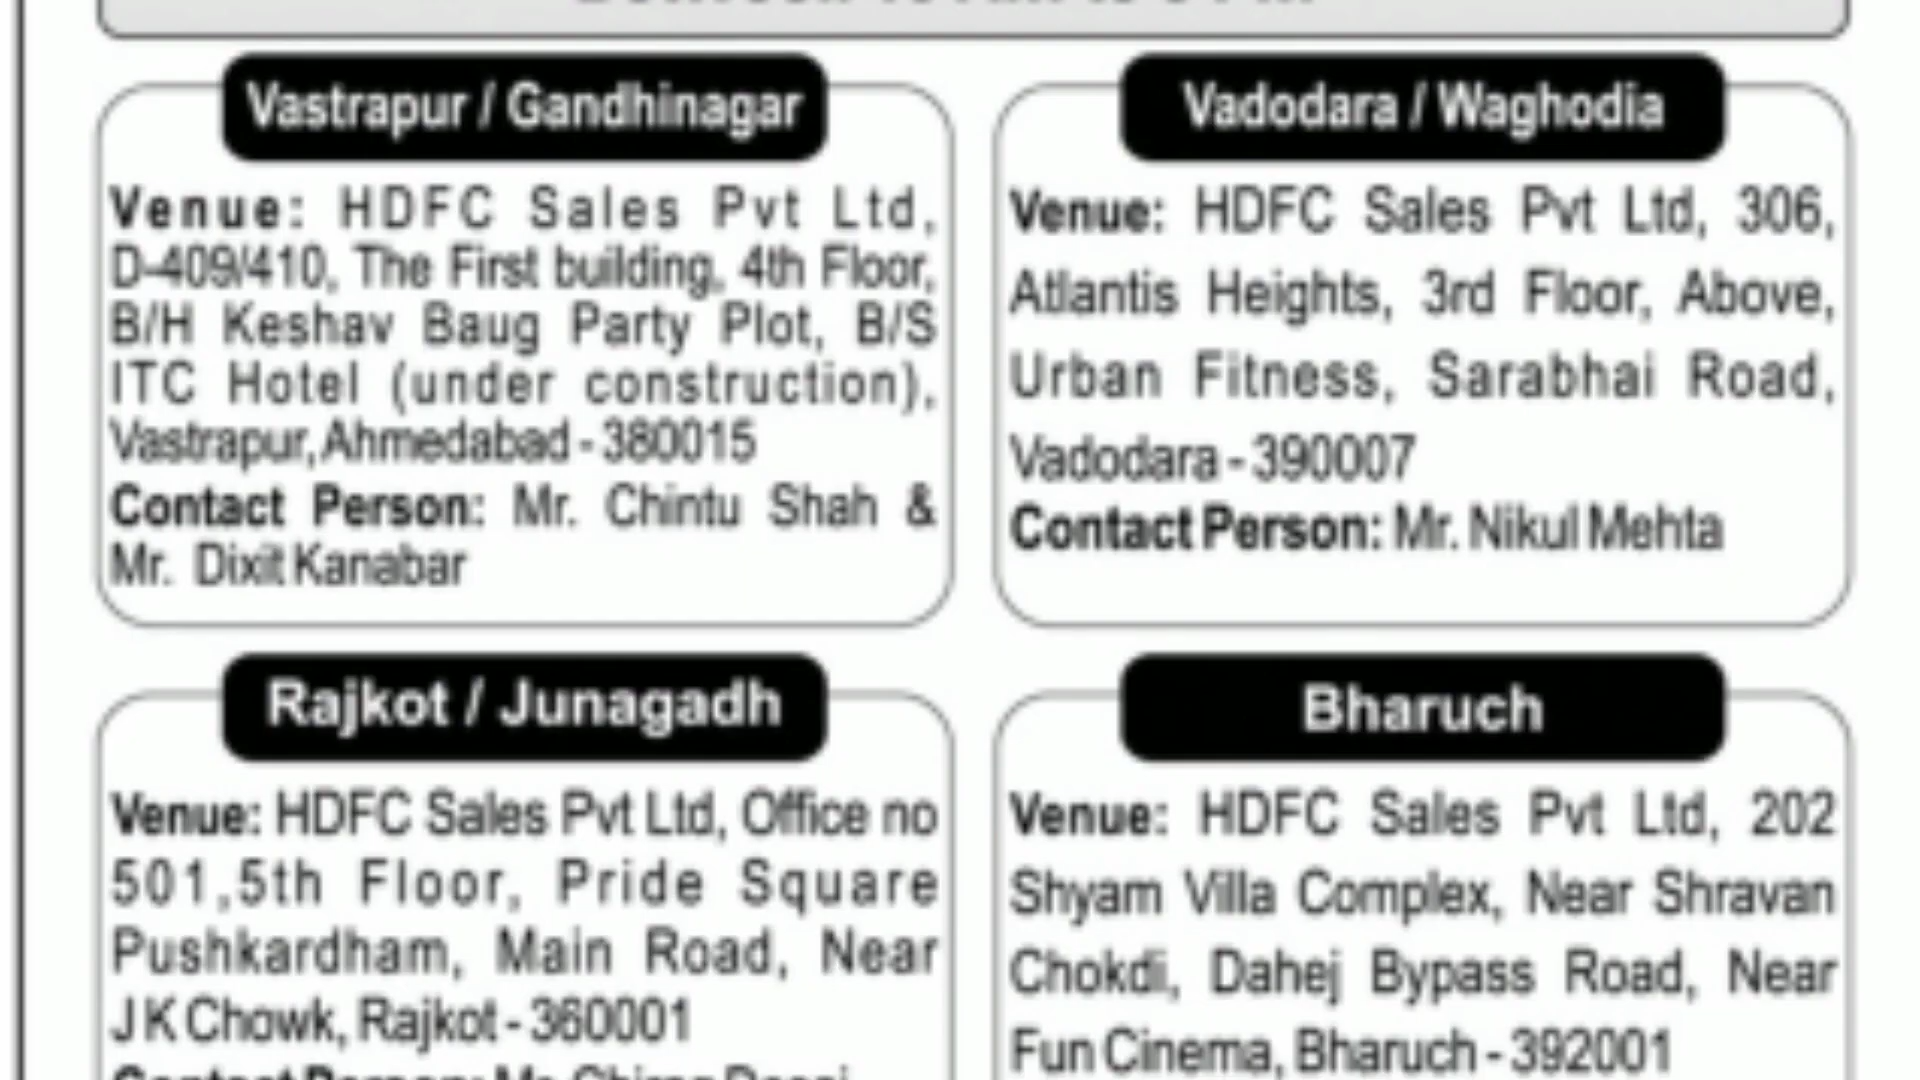 Vastrapur / Gandhinagar
Venue: HDFC Sales Pvt Ltd,
D-409/410, The First building, 4th Floor,
B/H Keshav Baug Party Plot, B/S
ITC Hotel (under construction),
Vastrapur, Ahmedabad - 380015
Contact Person: Mr. Chintu Shah &
Mr. Dixit Kanabar
Vadodara / Waghodia
Venue: HDFC Sales Pvt Ltd, 306,
Atlantis Heights, 3rd Floor, Above,
Urban Fitness, Sarabhai Road,
Vadodara - 390007
Contact Person: Mr. Nikul Mehta
Rajkot / Junagadh
Venue: HDFC Sales Pvt Ltd, Office no
501,5th Floor, Pride Square
Pushkardham, Main Road, Near
J K Chowk, Rajkot - 360001
Contact Person:
Bharuch
Venue: HDFC Sales Pvt Ltd, 202
Shyam Villa Complex, Near Shravan
Chokdi, Dahej Bypass Road, Near
Fun Cinema, Bharuch - 392001